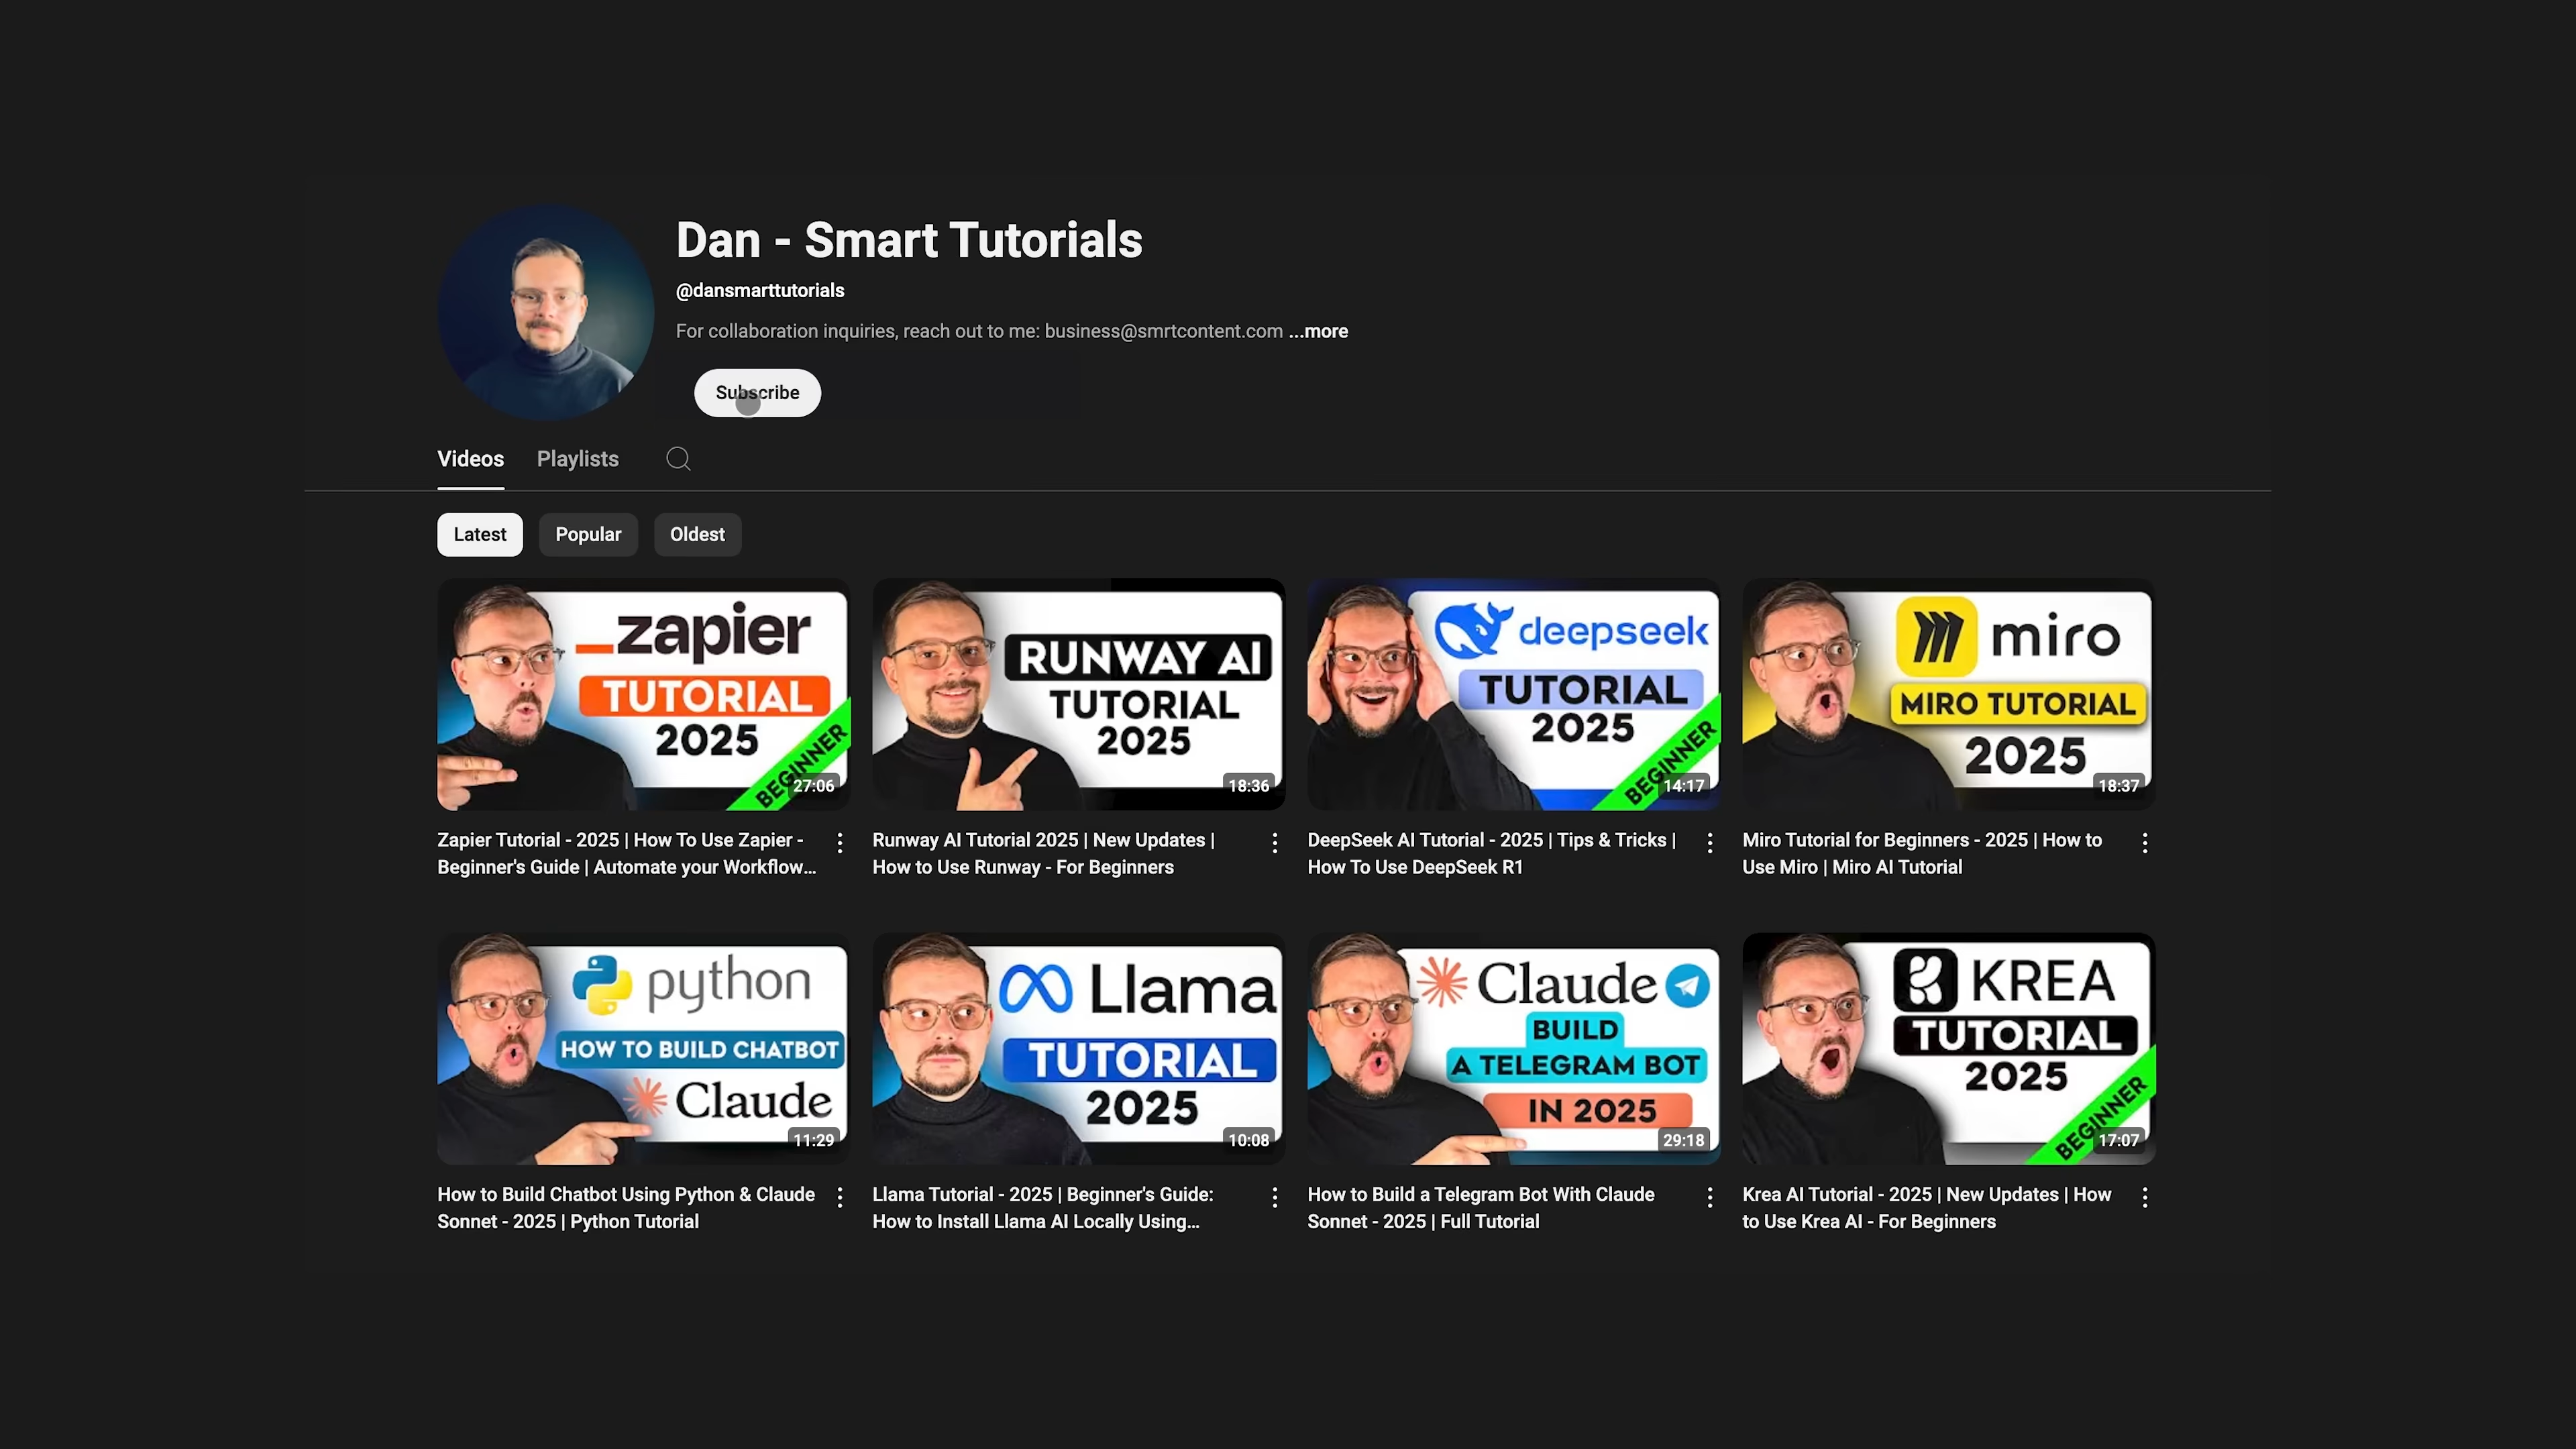 Dan - Smart Tutorials
@dansmarttutorials
For collaboration inquiries, reach out to me: business@smrtcontent.com ...more
Subscribe
Videos
Playlists
Latest
Popular
Oldest
zapier
TUTORIAL
2025
BEGINNER
27:06
RUNWAY AI
TUTORIAL
2025
18:36
deepseek
TUTORIAL
2025
BEGINNER
14:17
miro
MIRO TUTORIAL
2025
18:37
Zapier Tutorial - 2025 | How To Use Zapier -
Beginner's Guide | Automate your Workflow...
Runway AI Tutorial 2025 | New Updates |
How to Use Runway - For Beginners
DeepSeek AI Tutorial - 2025 | Tips & Tricks |
How To Use DeepSeek R1
Miro Tutorial for Beginners - 2025 | How to
Use Miro | Miro AI Tutorial
python
HOW TO BUILD CHATBOT
Claude
11:29
Llama
TUTORIAL
2025
10:08
Claude
BUILD
A TELEGRAM BOT
IN 2025
29:18
KREA
TUTORIAL
2025
BEGINNER
17:07
How to Build Chatbot Using Python & Claude
Sonnet - 2025 | Python Tutorial
Llama Tutorial - 2025 | Beginner's Guide:
How to Install Llama AI Locally Using...
How to Build a Telegram Bot With Claude
Sonnet - 2025 | Full Tutorial
Krea AI Tutorial - 2025 | New Updates | How
to Use Krea AI - For Beginners